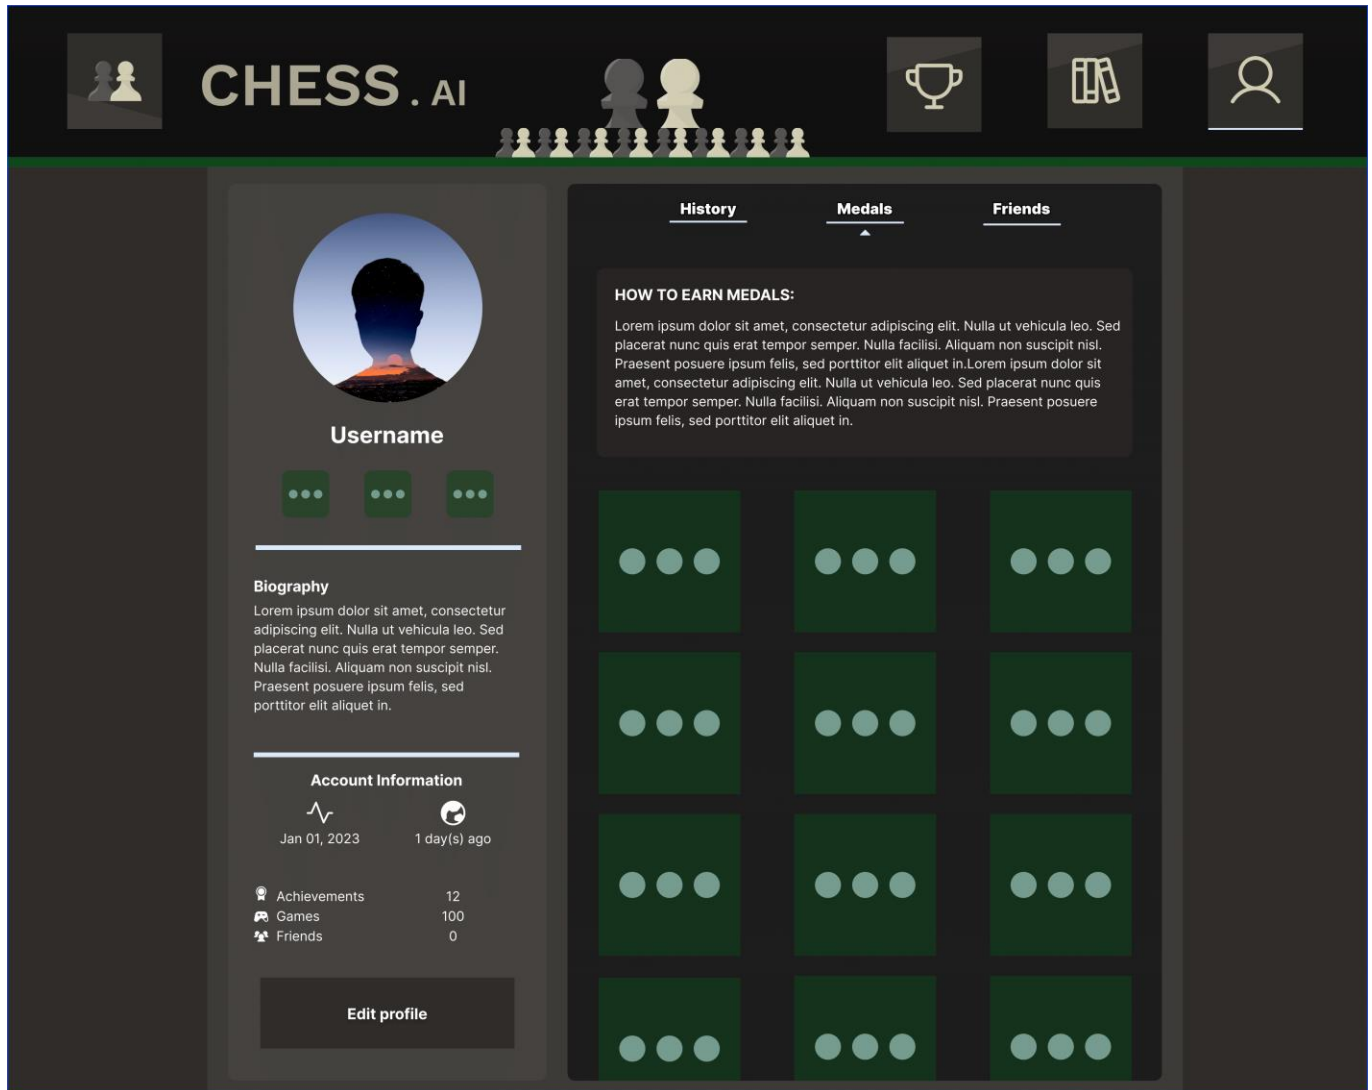 CHESS . AI
History
Medals
Friends
Username
Biography
Lorem ipsum dolor sit amet, consectetur
adipiscing elit. Nulla ut vehicula leo. Sed
placerat nunc quis erat tempor semper.
Nulla facilisi. Aliquam non suscipit nisl.
Praesent posuere ipsum felis, sed
porttitor elit aliquet in.
Account Information
Jan 01, 2023
1 day(s) ago
Achievements 12
Games 100
Friends 0
Edit profile
HOW TO EARN MEDALS:
Lorem ipsum dolor sit amet, consectetur adipiscing elit. Nulla ut vehicula leo. Sed
placerat nunc quis erat tempor semper. Nulla facilisi. Aliquam non suscipit nisl.
Praesent posuere ipsum felis, sed porttitor elit aliquet in.Lorem ipsum dolor sit
amet, consectetur adipiscing elit. Nulla ut vehicula leo. Sed placerat nunc quis
erat tempor semper. Nulla facilisi. Aliquam non suscipit nisl. Praesent posuere
ipsum felis, sed porttitor elit aliquet in.